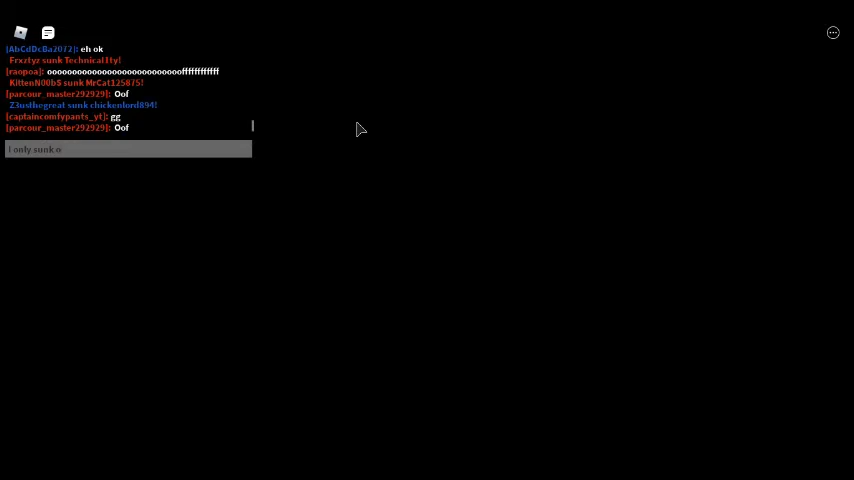 [AbCdDcBa2072]: eh ok
Frxztyz sunk Technical1ty!
[raopoa]: oooooooooooooooooooooooooooffffffffffff
KittenN00bS sunk MrCat125875!
[parcour_master292929]: Oof
Z3usthegreat sunk chickenlord894!
[captaincomfypants_yt]: gg
[parcour_master292929]: Oof
I only sunk o